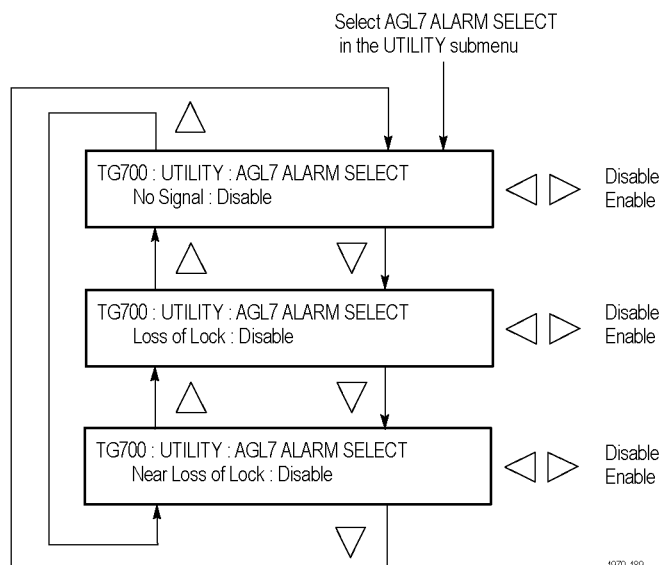 Select AGL7 ALARM SELECT
in the UTILITY submenu
TG700 : UTILITY : AGL7 ALARM SELECT
No Signal : Disable
Disable
Enable
TG700 : UTILITY : AGL7 ALARM SELECT
Loss of Lock : Disable
Disable
Enable
TG700 : UTILITY : AGL7 ALARM SELECT
Near Loss of Lock : Disable
Disable
Enable